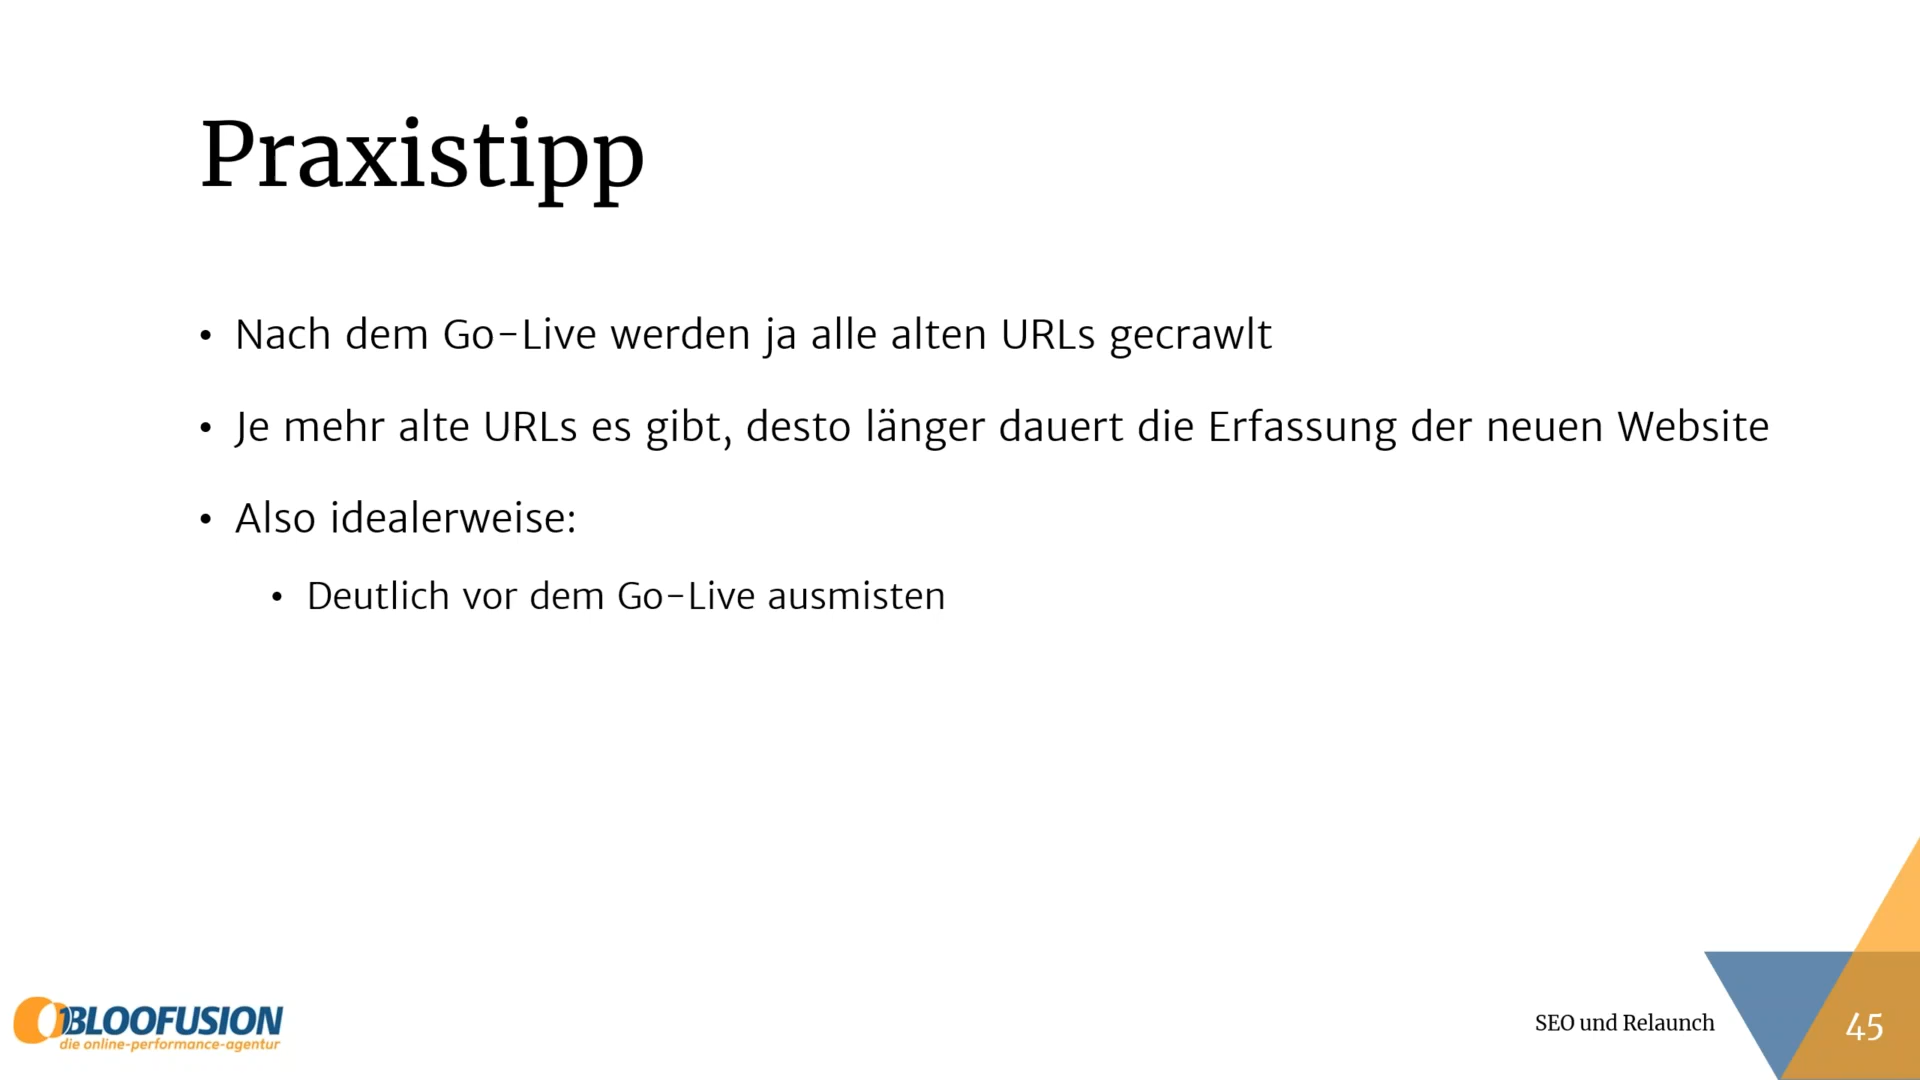 Praxistipp
• Nach dem Go-Live werden ja alle alten URLs gecrawlt
• Je mehr alte URLs es gibt, desto länger dauert die Erfassung der neuen Website
• Also idealerweise:
• Deutlich vor dem Go-Live ausmisten
BLOOFUSION
die online-performance-agentur
SEO und Relaunch
45